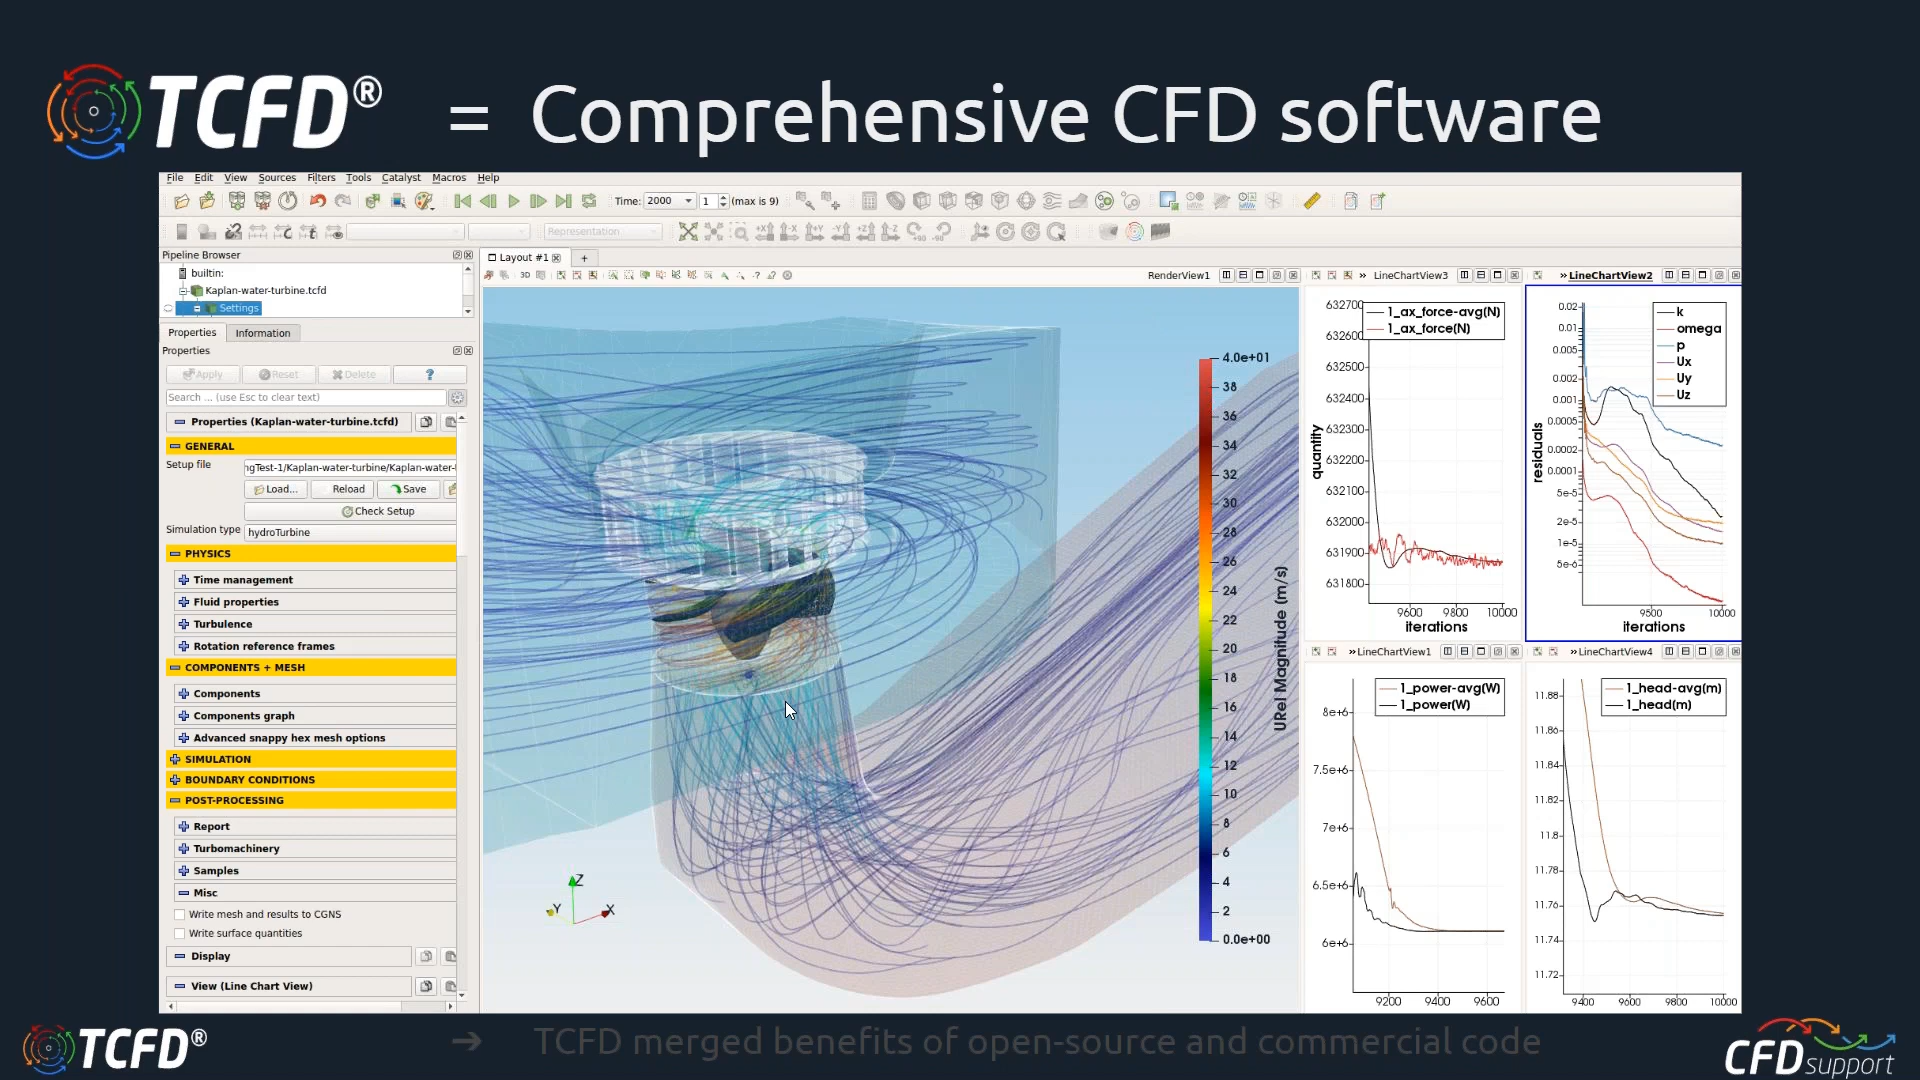 TCFD®
= Comprehensive CFD software
File Edit View Sources Filters Tools Catalyst Macros Help
Time: 2000 1 (max is 9)
Representation
Pipeline Browser
builtin:
Kaplan-water-turbine.tcfd
Settings
Properties Information
Properties
Apply Reset Delete ?
Search ... (use Esc to clear text)
Properties (Kaplan-water-turbine.tcfd)
GENERAL
Setup file ngTest-1/Kaplan-water-turbine/Kaplan-water-t
Load... Reload Save
Check Setup
Simulation type hydroTurbine
PHYSICS
Time management
Fluid properties
Turbulence
Rotation reference frames
COMPONENTS + MESH
Components
Components graph
Advanced snappy hex mesh options
SIMULATION
BOUNDARY CONDITIONS
POST-PROCESSING
Report
Turbomachinery
Samples
Misc
Write mesh and results to CGNS
Write surface quantities
Display
View (Line Chart View)
Layout #1 +
3D
RenderView1
4.0e+01
38
36
34
32
30
28
26
24
22
20
18
16
14
12
10
8
6
4
2
0.0e+00
URel Magnitude (m/s)
Z
Y X
» LineChartView3
632700
632600
632500
632400
632300
632200
632100
632000
631900
631800
quantity
1_ax_force-avg(N)
1_ax_force(N)
9600 9800 10000
iterations
» LineChartView2
0.02
0.01
0.005
0.002
0.001
0.0005
0.0002
0.0001
5e-5
2e-5
1e-5
5e-6
residuals
k
omega
p
Ux
Uy
Uz
9500 10000
iterations
» LineChartView1
1_power-avg(W)
1_power(W)
8e+6
7.5e+6
7e+6
6.5e+6
6e+6
9200 9400 9600
» LineChartView4
1_head-avg(m)
1_head(m)
11.88
11.86
11.84
11.82
11.8
11.78
11.76
11.74
11.72
9400 9600 9800 10000
TCFD®
➔ TCFD merged benefits of open-source and commercial code
CFD support